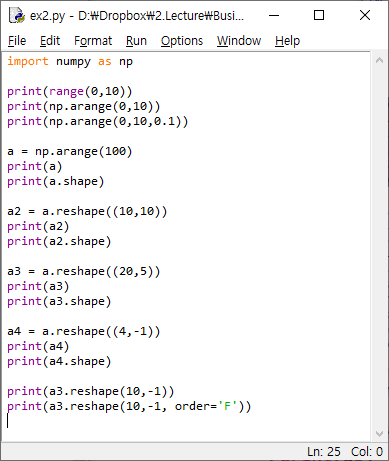 ex2.py - D:₩Dropbox₩2.Lecture₩Busi...
File Edit Format Run Options Window Help
import numpy as np

print(range(0,10))
print(np.arange(0,10))
print(np.arange(0,10,0.1))

a = np.arange(100)
print(a)
print(a.shape)

a2 = a.reshape((10,10))
print(a2)
print(a2.shape)

a3 = a.reshape((20,5))
print(a3)
print(a3.shape)

a4 = a.reshape((4,-1))
print(a4)
print(a4.shape)

print(a3.reshape(10,-1))
print(a3.reshape(10,-1, order='F'))
Ln: 25 Col: 0